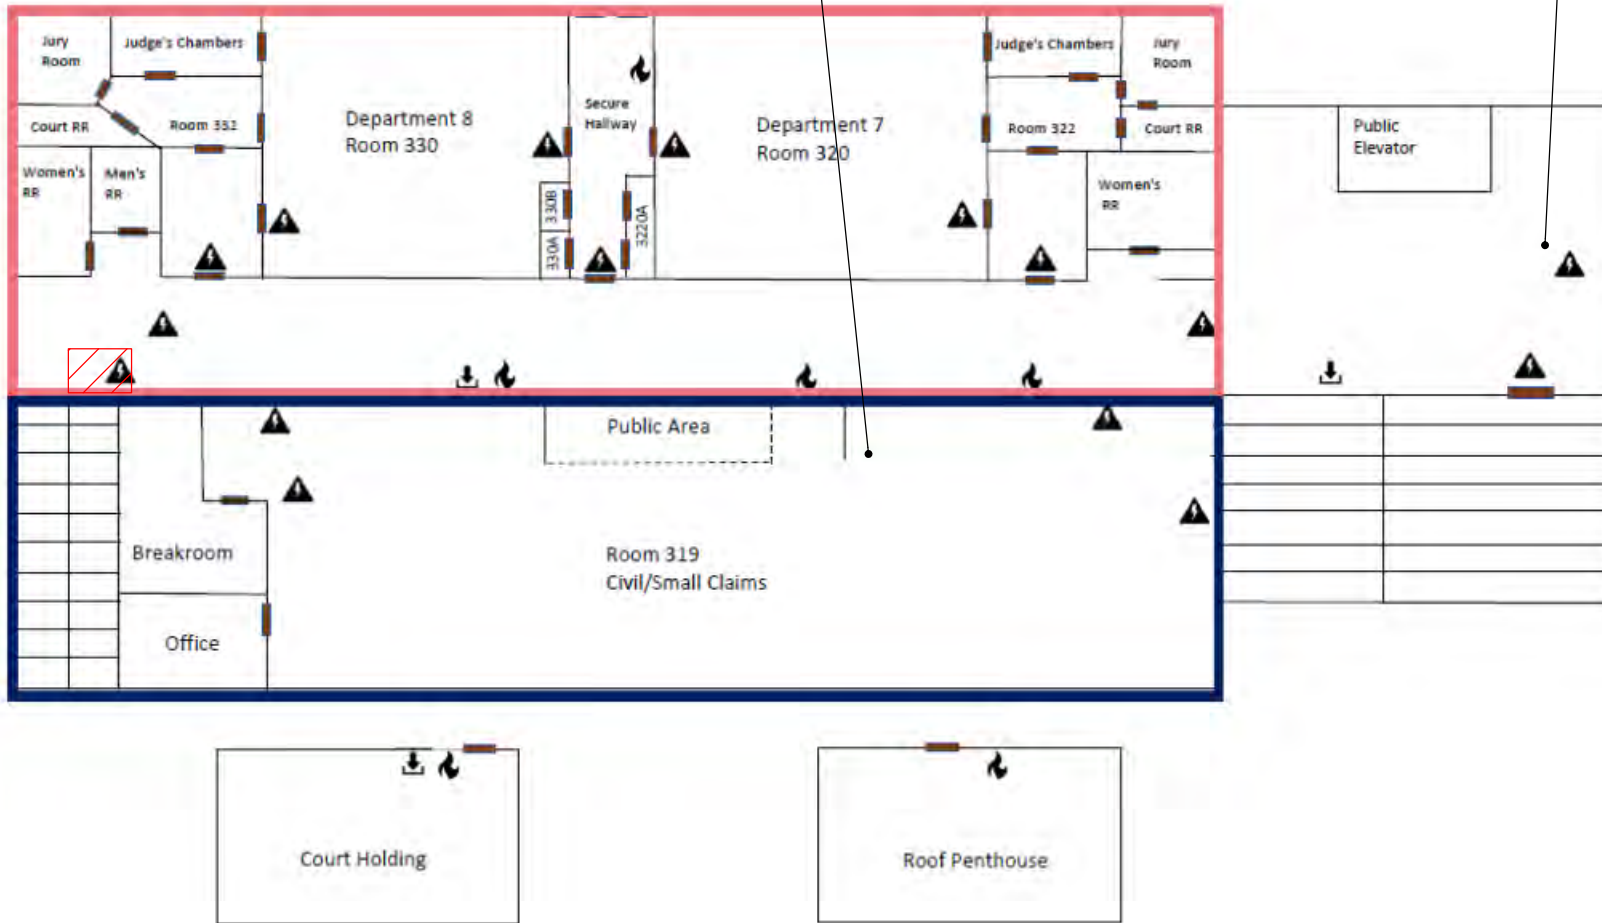 Jury
Room
Judge's Chambers
Judge's Chambers
Jury
Room
Department 8
Room 330
Secure
Hallway
Department 7
Room 320
Court RR
Room 332
Room 322
Court RR
Public
Elevator
Women's
RR
Men's
RR
Women's
RR
330B
330A
3220A
Public Area
Breakroom
Room 319
Civil/Small Claims
Office
Court Holding
Roof Penthouse